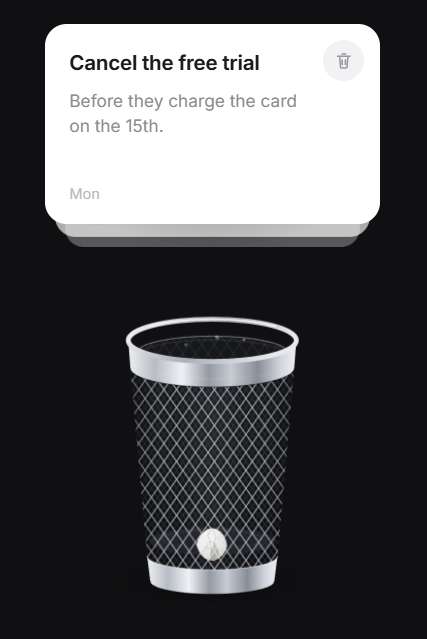 Cancel the free trial
Before they charge the card
on the 15th.
Mon